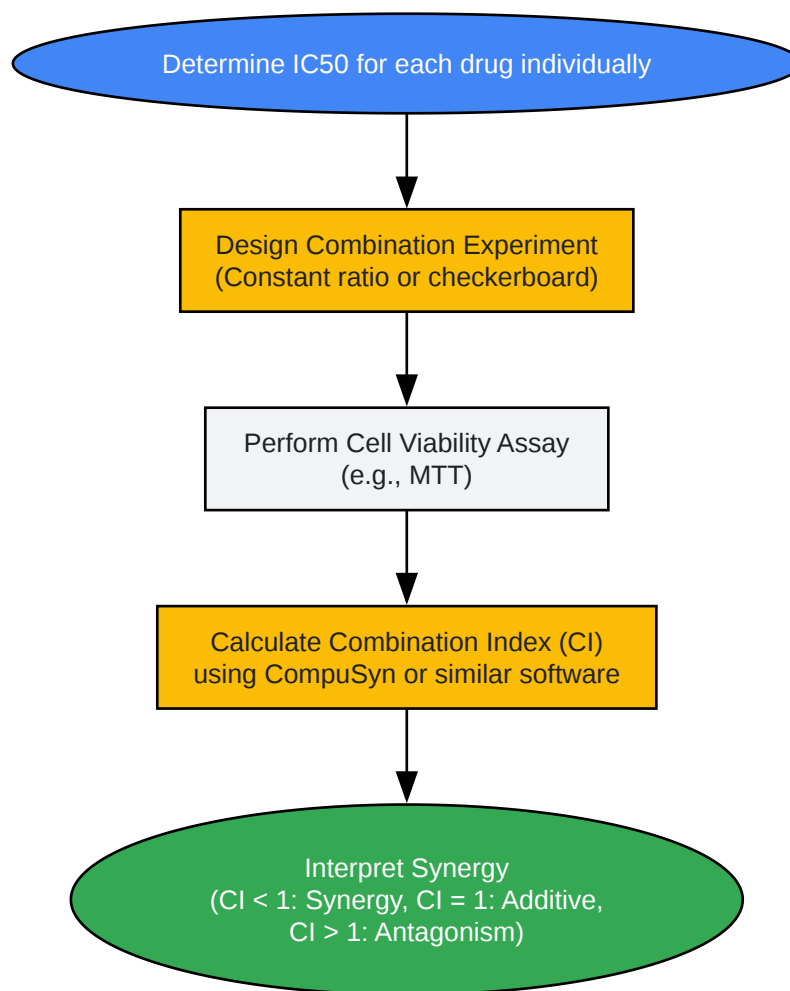 Determine IC50 for each drug individually
Design Combination Experiment
(Constant ratio or checkerboard)
Perform Cell Viability Assay
(e.g., MTT)
Calculate Combination Index (CI)
using CompuSyn or similar software
Interpret Synergy
(CI < 1: Synergy, CI = 1: Additive,
CI > 1: Antagonism)